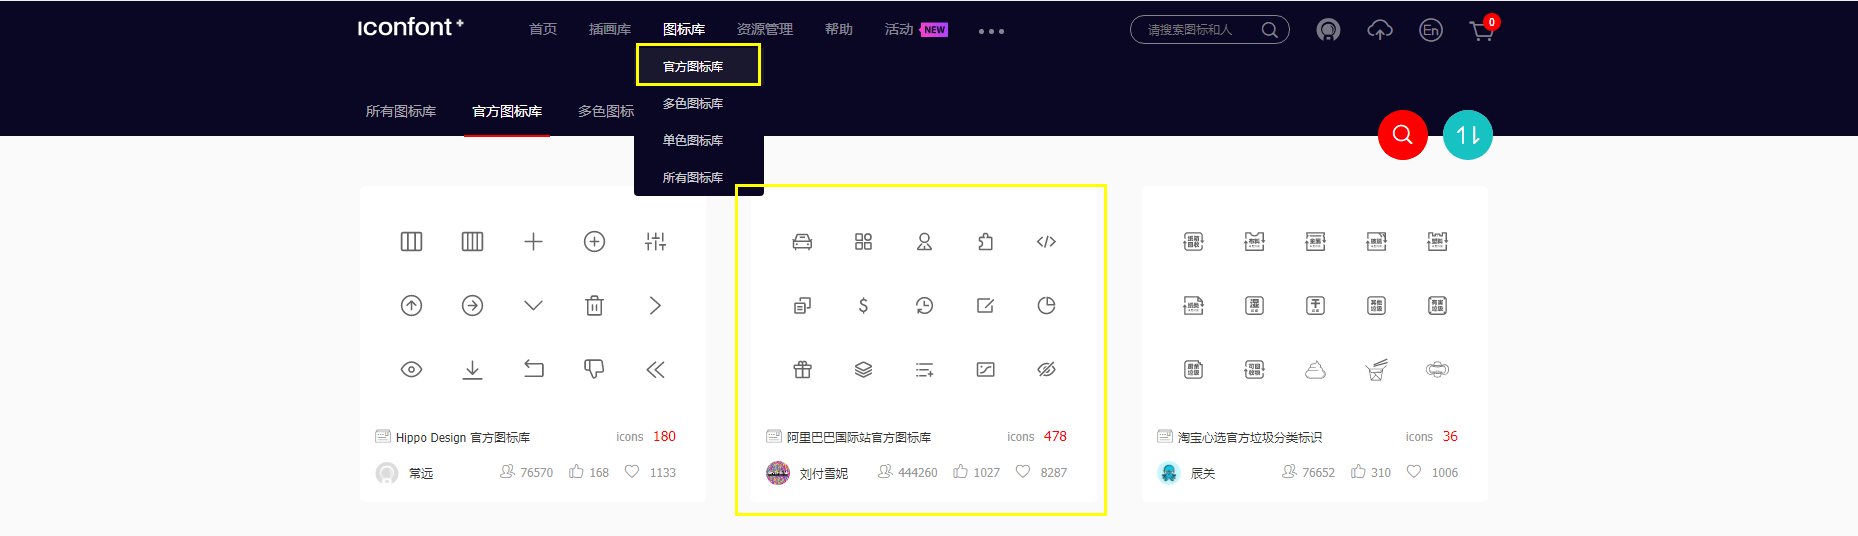 iconfont+
首页 插画库 图标库 资源管理 帮助 活动 NEW 请搜索图标和人 En 0
官方图标库
多色图标库
单色图标库
所有图标库
所有图标库 官方图标库 多色图标
Hippo Design 官方图标库 icons 180
常远 76570 168 1133
阿里巴巴国际站官方图标库 icons 478
刘付雪妮 444260 1027 8287
淘宝心选官方垃圾分类标识 icons 36
辰关 76652 310 1006